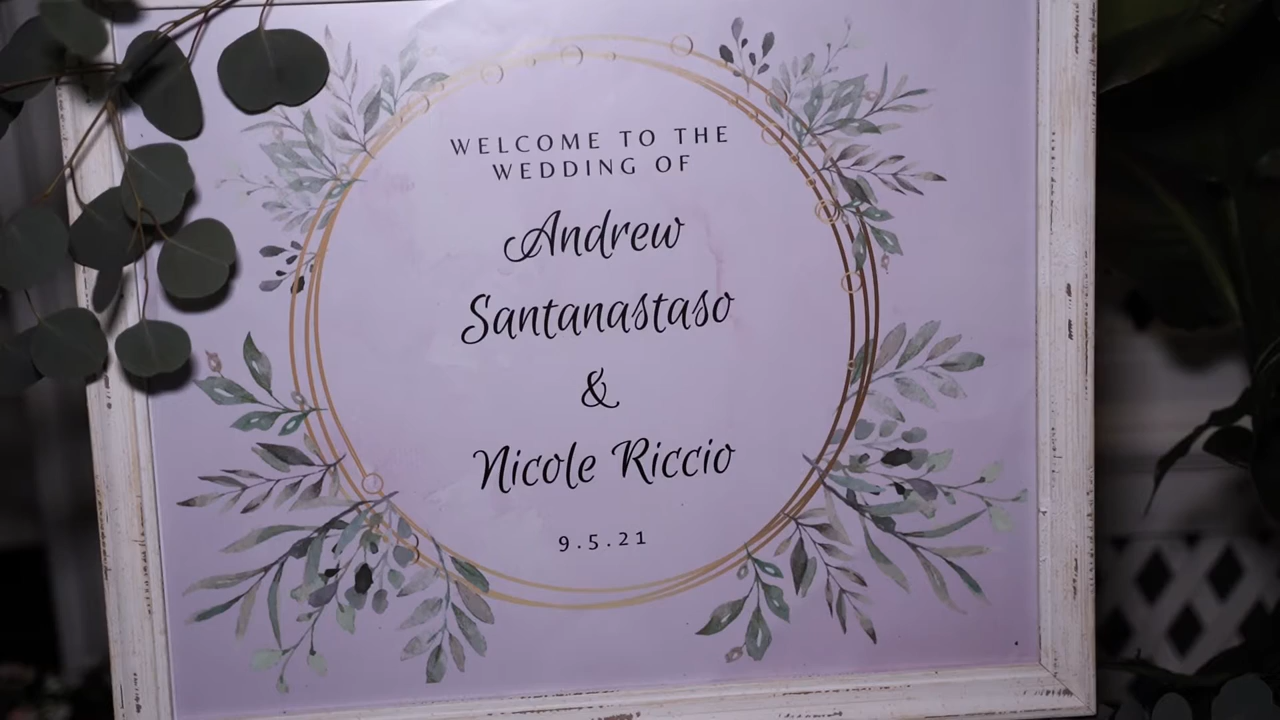 WELCOME TO THE
WEDDING OF
Andrew
Santanastaso
&
Nicole Riccio
9.5.21